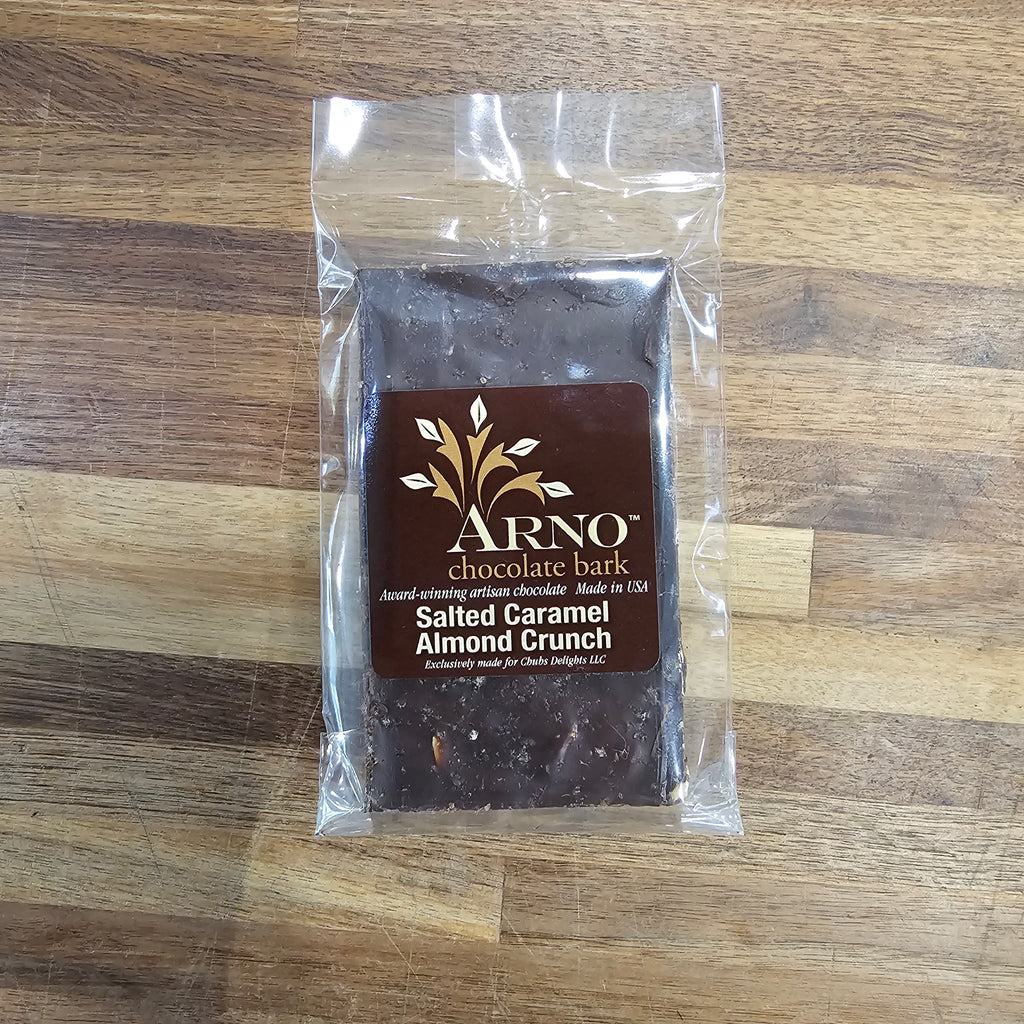 ARNO™
chocolate bark
Award-winning artisan chocolate Made in USA
Salted Caramel
Almond Crunch
Exclusively made for Chubs Delights LLC